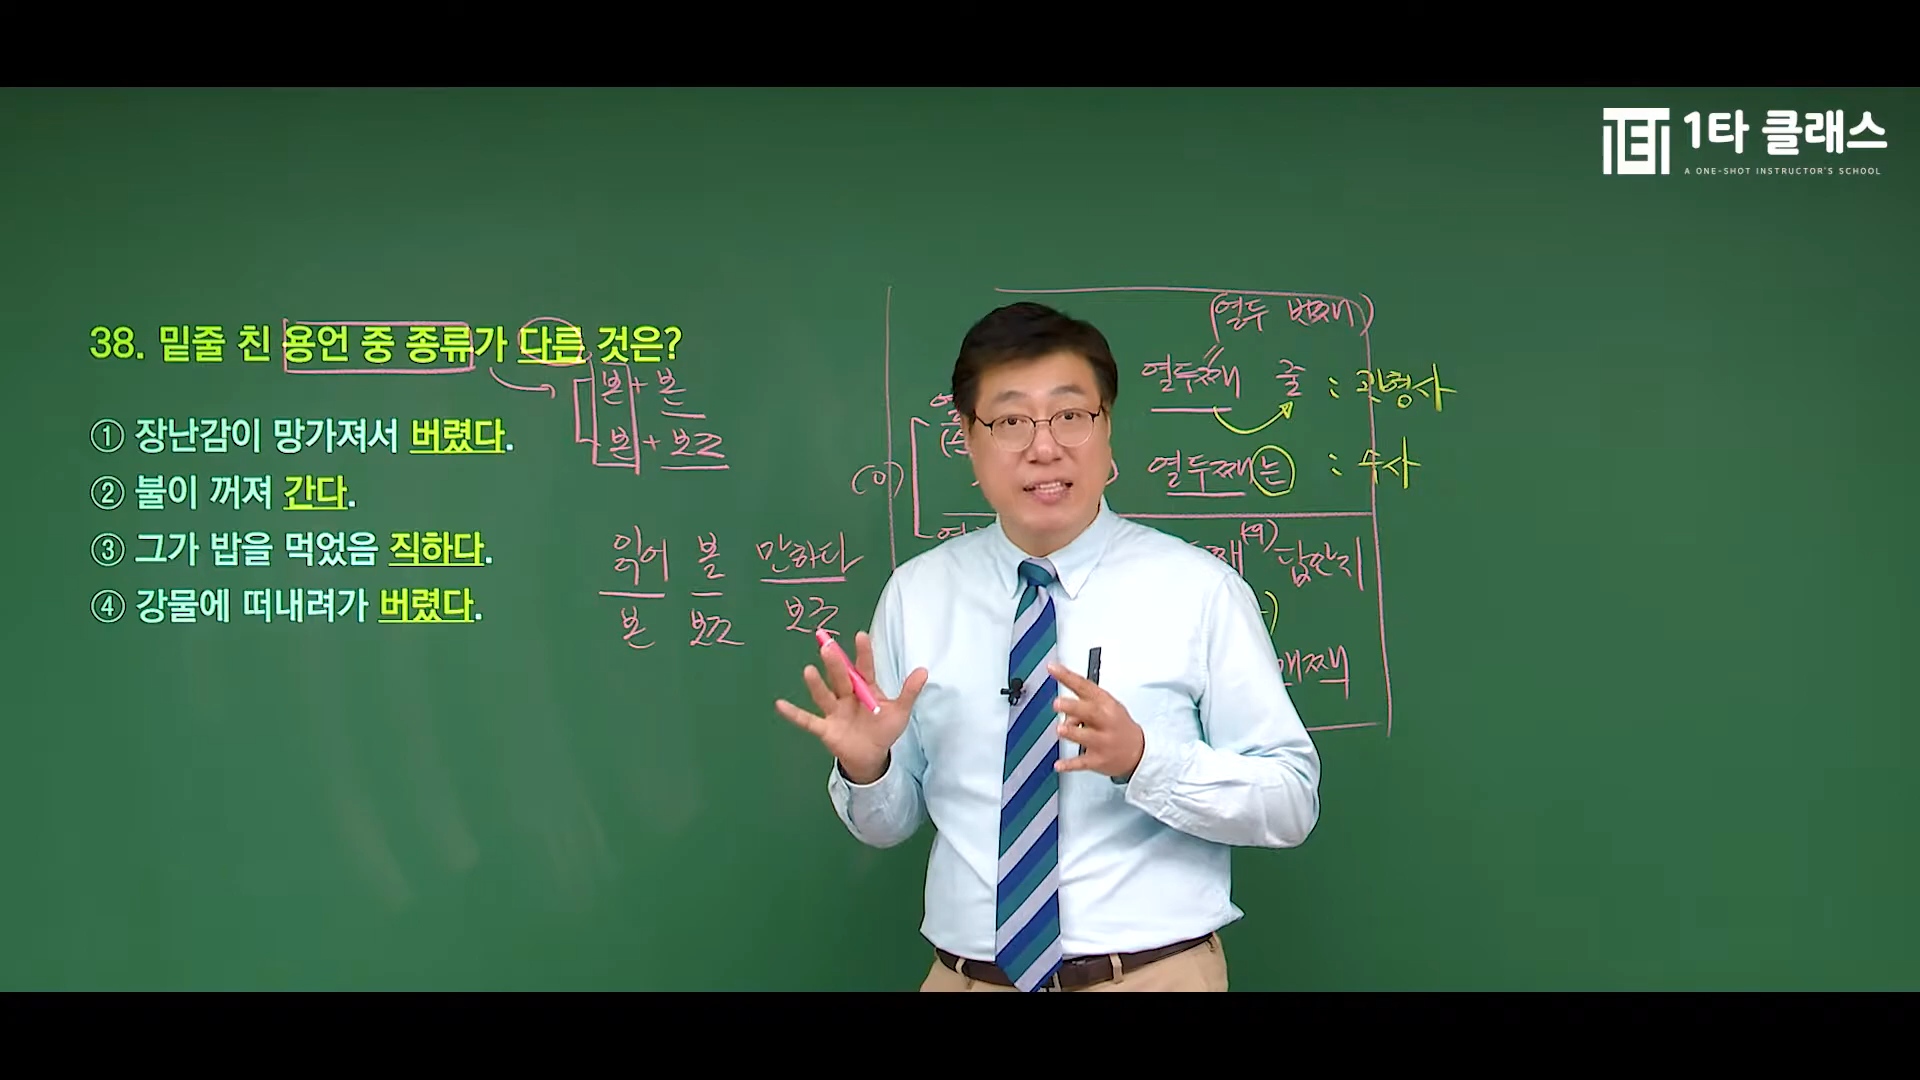 1타 클래스
A ONE-SHOT INSTRUCTOR'S SCHOOL
38. 밑줄 친 용언 중 종류가 다른 것은?
① 장난감이 망가져서 버렸다.
② 불이 꺼져 간다.
③ 그가 밥을 먹었음 직하다.
④ 강물에 떠내려가 버렸다.
본 + 본
본 + 보조
읽어 볼 만하다
본 보조 보조
(열두 번째)
열두째 줄 : 관형사
열두째는 : 수사
(이)
답안지